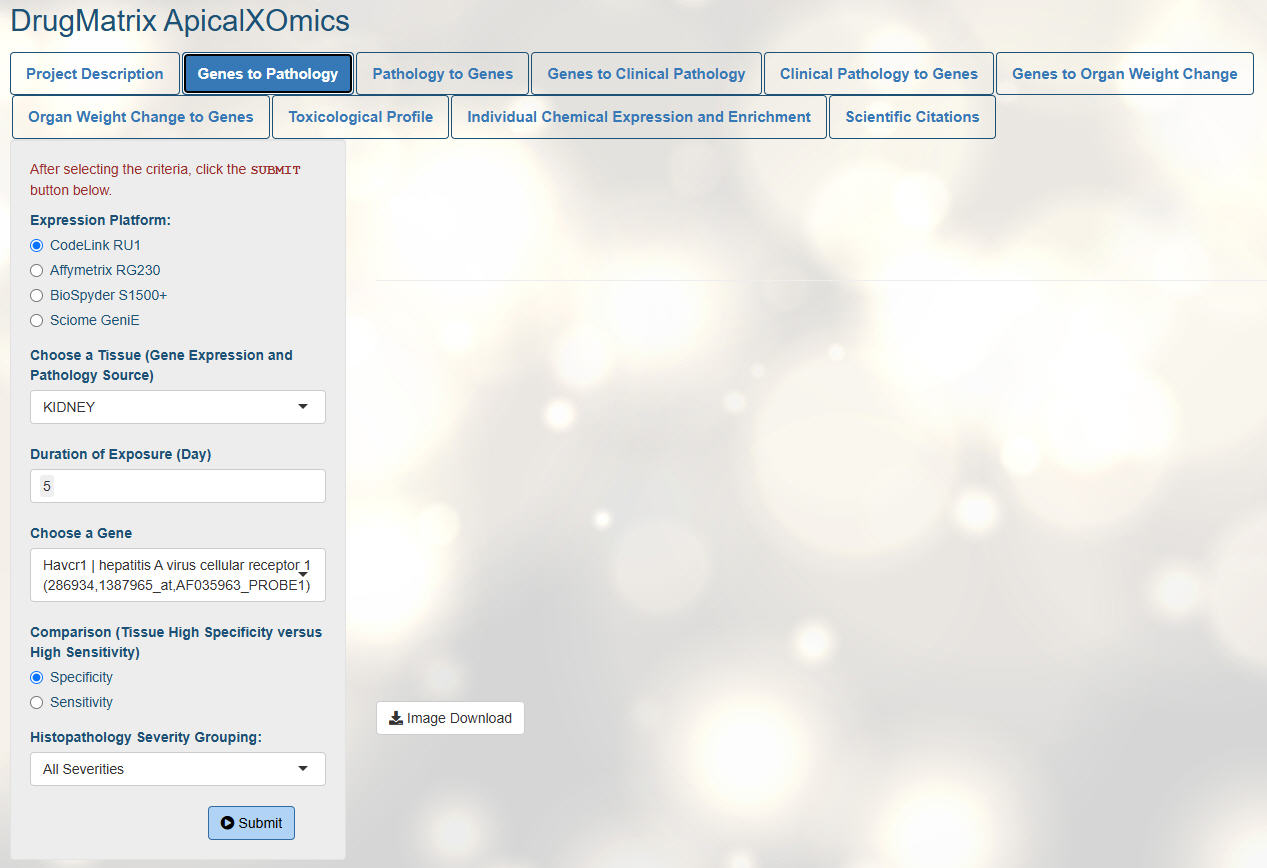 DrugMatrix ApicalXOmics
Project Description
Genes to Pathology
Pathology to Genes
Genes to Clinical Pathology
Clinical Pathology to Genes
Genes to Organ Weight Change
Organ Weight Change to Genes
Toxicological Profile
Individual Chemical Expression and Enrichment
Scientific Citations
After selecting the criteria, click the SUBMIT
button below.
Expression Platform:
CodeLink RU1
Affymetrix RG230
BioSpyder S1500+
Sciome GeniE
Choose a Tissue (Gene Expression and
Pathology Source)
KIDNEY
Duration of Exposure (Day)
5
Choose a Gene
Havcr1 | hepatitis A virus cellular receptor 1
(286934,1387965_at,AF035963_PROBE1)
Comparison (Tissue High Specificity versus
High Sensitivity)
Specificity
Sensitivity
Histopathology Severity Grouping:
All Severities
Submit
Image Download